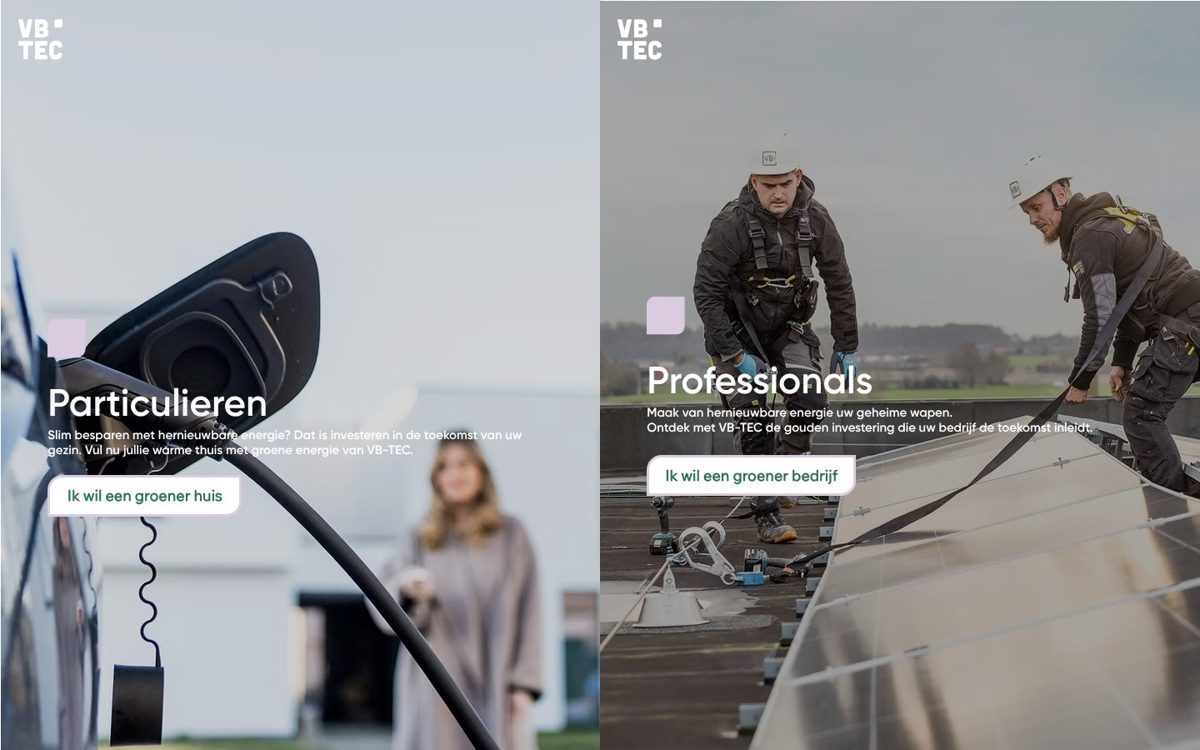 VB
TEC
Particulieren
Slim besparen met hernieuwbare energie? Dat is investeren in de toekomst van uw
gezin. Vul nu jullie warme thuis met groene energie van VB-TEC.
Ik wil een groener huis
VB
TEC
VB
VB
Professionals
Maak van hernieuwbare energie uw geheime wapen.
Ontdek met VB-TEC de gouden investering die uw bedrijf de toekomst inleidt.
Ik wil een groener bedrijf